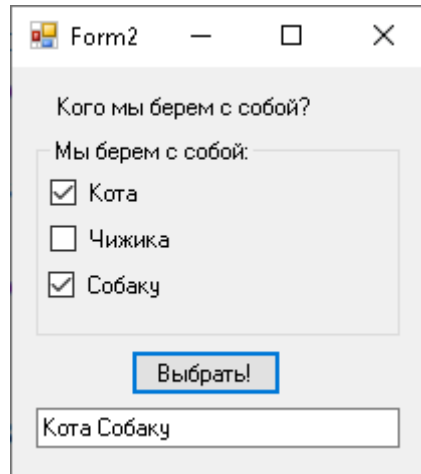 Form2
Кого мы берем с собой?
Мы берем с собой:
Кота
Чижика
Собаку
Выбрать!
Кота Собаку